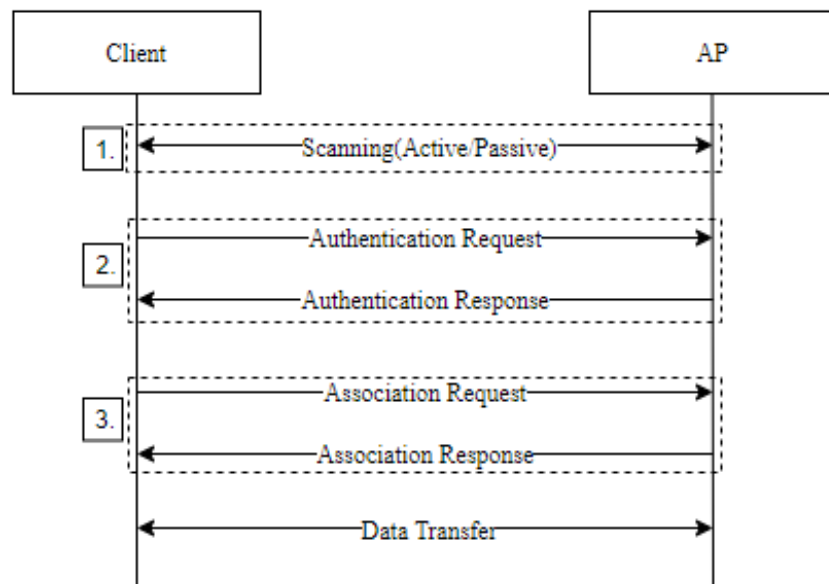 Client
AP
1.
Scanning(Active/Passive)
2.
Authentication Request
Authentication Response
3.
Association Request
Association Response
Data Transfer